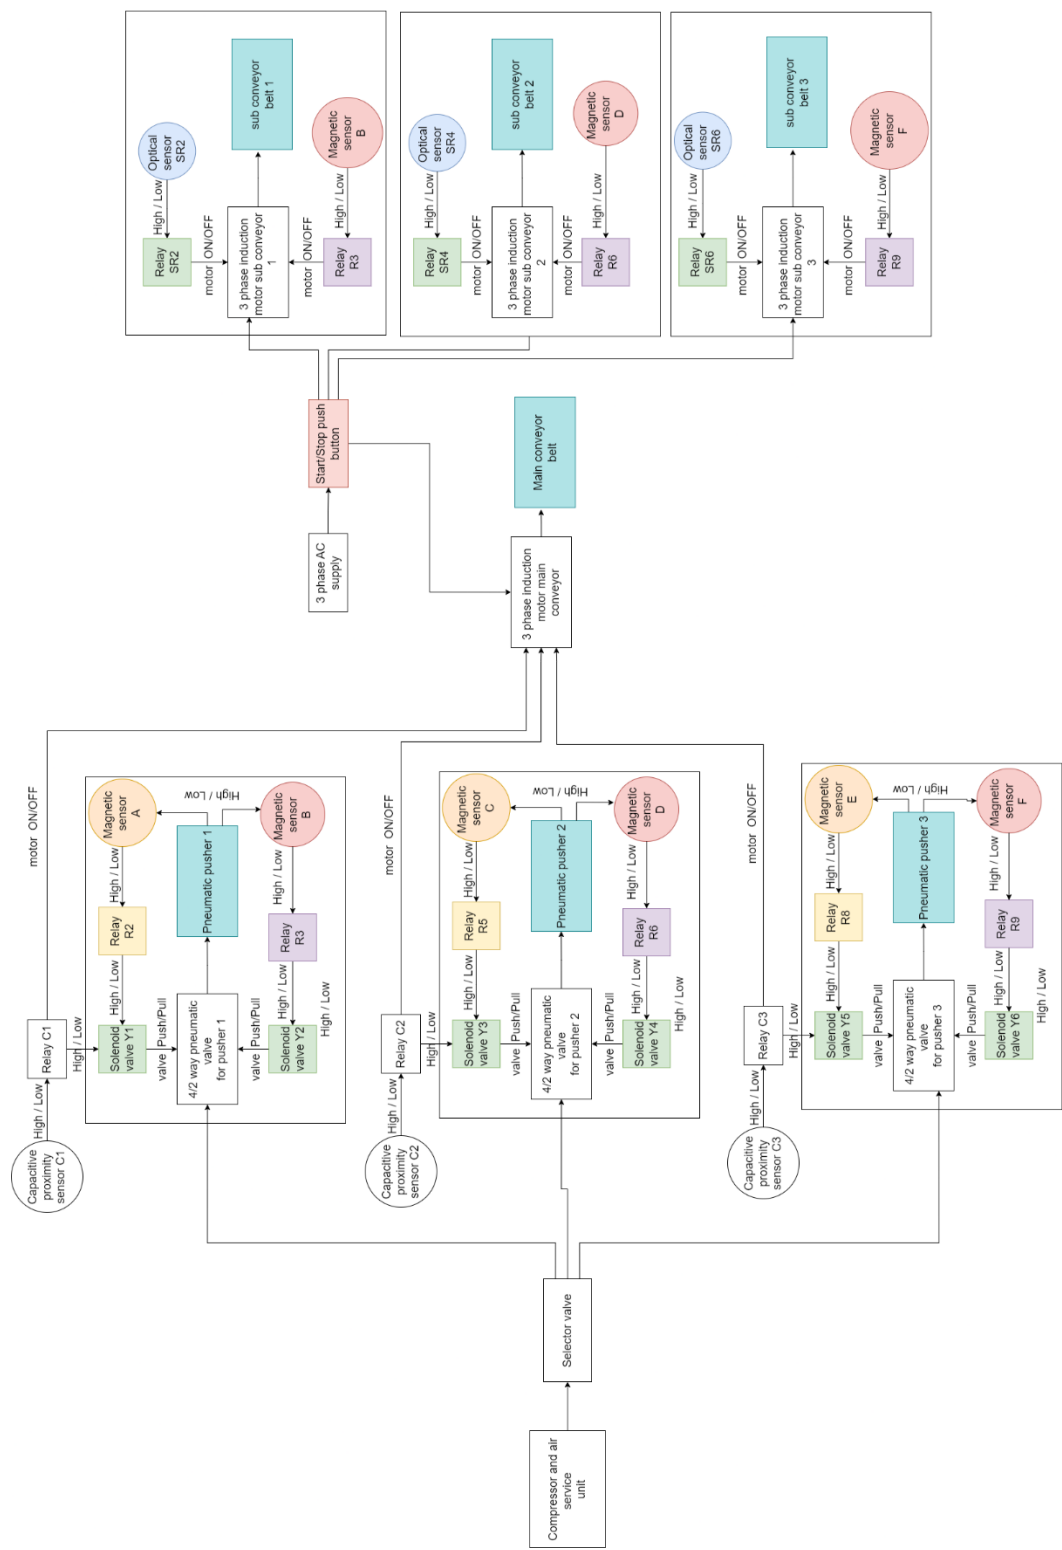 Capacitive
proximity
sensor C1
High / Low
Relay C1
motor  ON/OFF
High / Low
Solenoid
valve Y1
High / Low
Relay
R2
High / Low
Magnetic
sensor
A
valve  Push/Pull
4/2 way pneumatic
valve
for pusher 1
Pneumatic pusher 1
High / Low
valve  Push/Pull
Solenoid
valve Y2
High / Low
Relay
R3
High / Low
Magnetic
sensor
B
Capacitive
proximity
sensor C2
High / Low
Relay C2
motor  ON/OFF
High / Low
Solenoid
valve Y3
High / Low
Relay
R5
High / Low
Magnetic
sensor
C
valve  Push/Pull
4/2 way pneumatic
valve
for pusher 2
Pneumatic pusher 2
High / Low
valve  Push/Pull
Solenoid
valve Y4
High / Low
Relay
R6
High / Low
Magnetic
sensor
D
Capacitive
proximity
sensor C3
High / Low
Relay C3
motor  ON/OFF
High / Low
Solenoid
valve Y5
High / Low
Relay
R8
High / Low
Magnetic
sensor
E
valve  Push/Pull
4/2 way pneumatic
valve
for pusher 3
Pneumatic pusher 3
High / Low
valve  Push/Pull
Solenoid
valve Y6
High / Low
Relay
R9
High / Low
Magnetic
sensor
F
Compressor and air
service
unit
Selector valve
3 phase AC
supply
Start/Stop push
button
3 phase induction
motor main
conveyor
Main conveyor
belt
Relay
SR2
High / Low
Optical
sensor
SR2
motor  ON/OFF
3 phase induction
motor sub conveyor
1
sub conveyor
belt 1
motor  ON/OFF
Relay
R3
High / Low
Magnetic
sensor
B
Relay
SR4
High / Low
Optical
sensor
SR4
motor  ON/OFF
3 phase induction
motor sub conveyor
2
sub conveyor
belt 2
motor  ON/OFF
Relay
R6
High / Low
Magnetic
sensor
D
Relay
SR6
High / Low
Optical
sensor
SR6
motor  ON/OFF
3 phase induction
motor sub conveyor
3
sub conveyor
belt 3
motor  ON/OFF
Relay
R9
High / Low
Magnetic
sensor
F